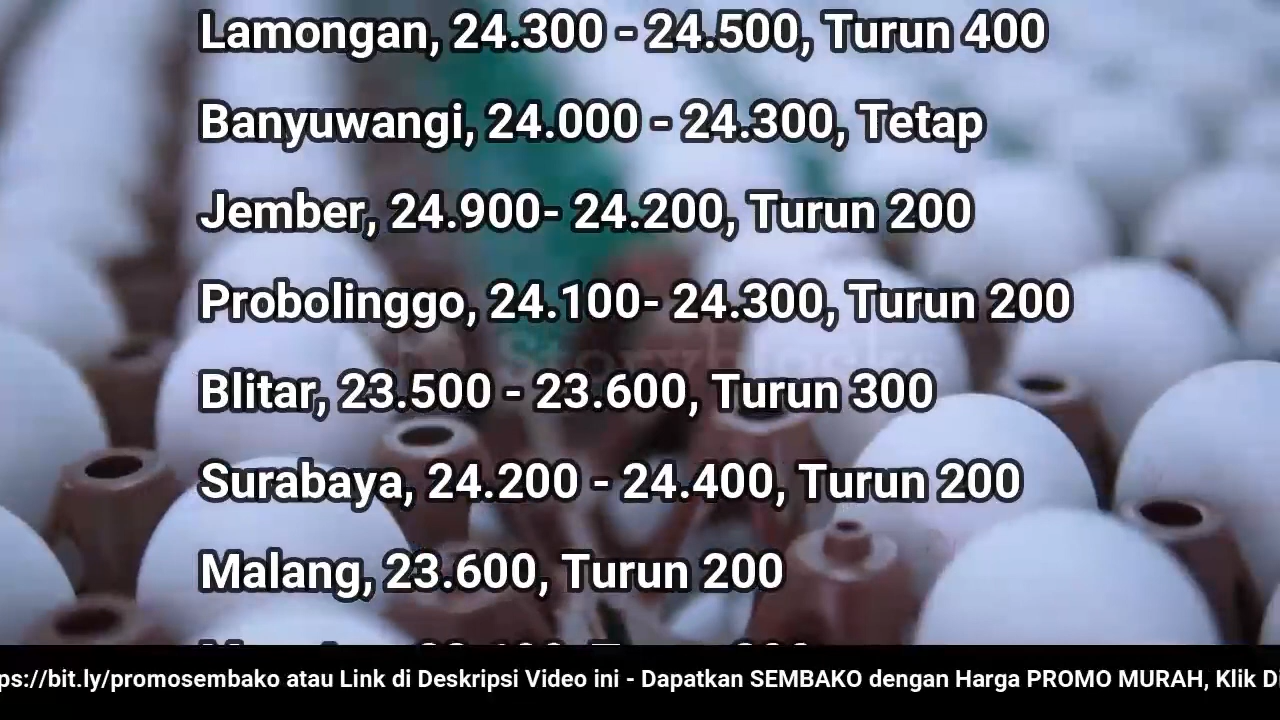 Lamongan, 24.300 - 24.500, Turun 400
Banyuwangi, 24.000 - 24.300, Tetap
Jember, 24.900- 24.200, Turun 200
Probolinggo, 24.100- 24.300, Turun 200
Storyblocks
Blitar, 23.500 - 23.600, Turun 300
Surabaya, 24.200 - 24.400, Turun 200
Malang, 23.600, Turun 200
ps://bit.ly/promosembako atau Link di Deskripsi Video ini - Dapatkan SEMBAKO dengan Harga PROMO MURAH, Klik D